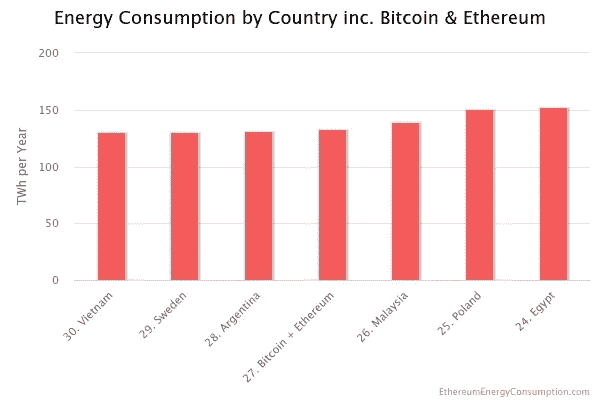 Energy Consumption by Country inc. Bitcoin & Ethereum
200
150
100
50
0
TWh per Year
30. Vietnam
29. Sweden
28. Argentina
27. Bitcoin + Ethereum
26. Malaysia
25. Poland
24. Egypt
EthereumEnergyConsumption.com